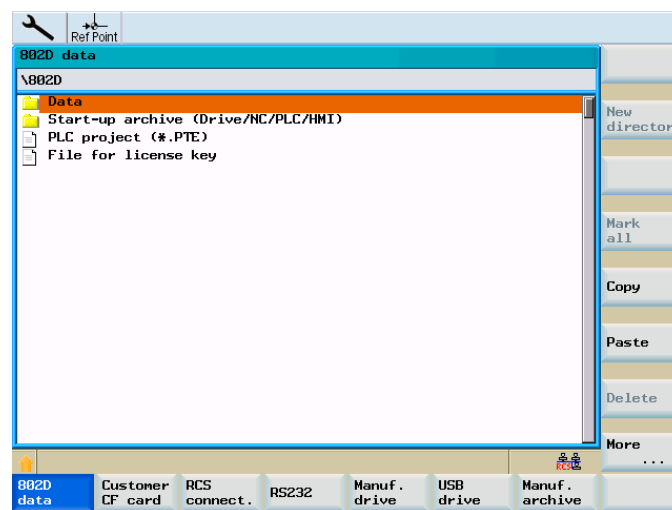 Ref Point
802D data
\802D
Data
Start-up archive (Drive/NC/PLC/HMI)
PLC project (*.PTE)
File for license key
New
director
Mark
all
Copy
Paste
Delete
More
...
RCS
802D
data
Customer
CF card
RCS
connect.
RS232
Manuf.
drive
USB
drive
Manuf.
archive